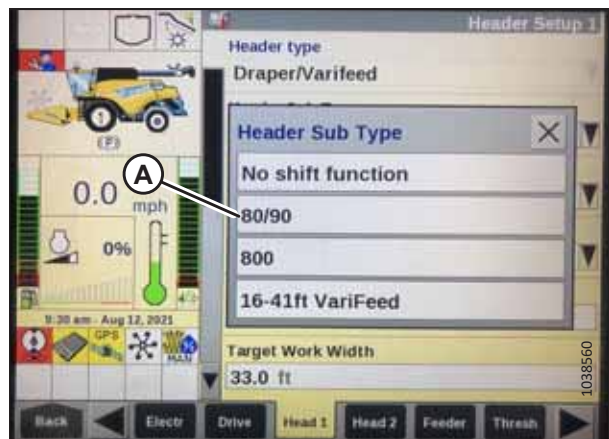 Header Setup 1
Header type
Draper/Varifeed
Header Sub Type
No shift function
80/90
800
16-41ft VariFeed
A
(P)
0.0 mph
0%
9:30 am - Aug 12, 2021
GPS
MAN
Target Work Width
33.0 ft
1038560
Back
Electr
Drive
Head 1
Head 2
Feeder
Thresh